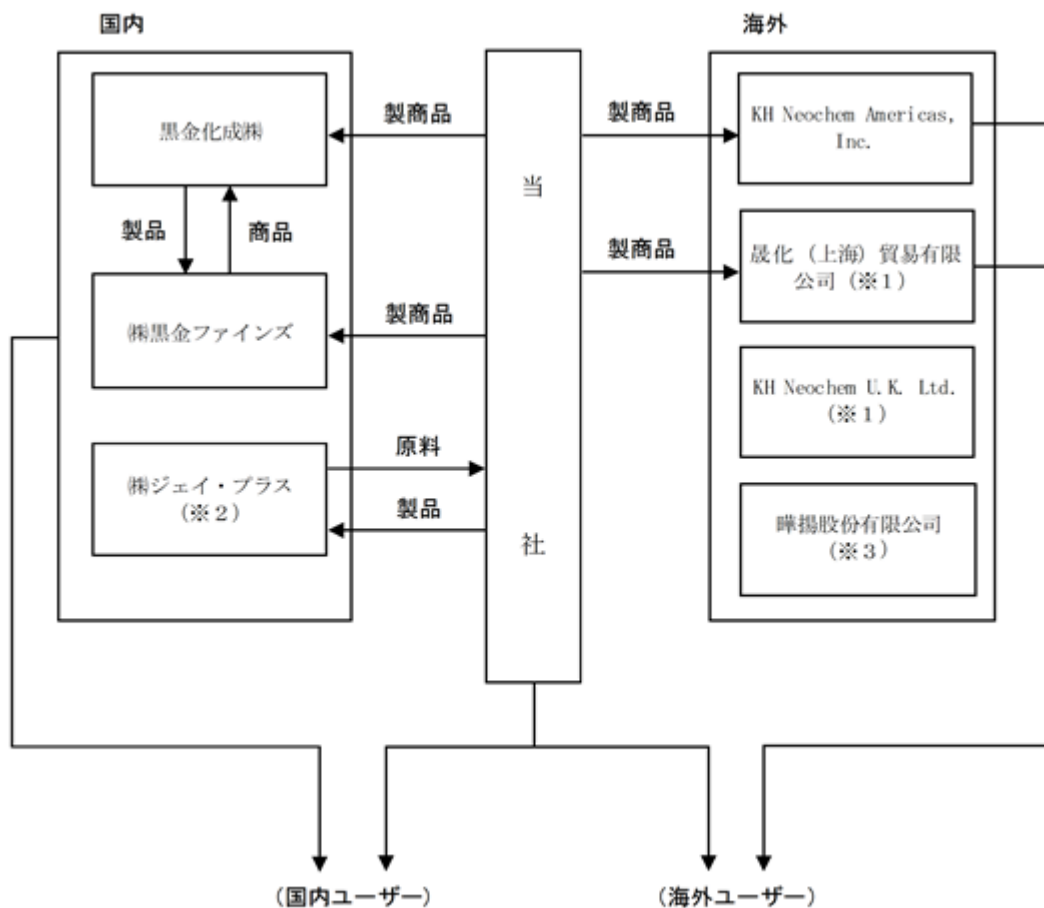 国内
海外
黒金化成㈱
製商品
製商品
KH Neochem Americas,
Inc.
当
製品
商品
製商品
晟化（上海）貿易有限
公司（※１）
㈱黒金ファインズ
製商品
KH Neochem U.K. Ltd.
（※１）
㈱ジェイ・プラス
（※２）
原料
製品
社
曄揚股份有限公司
（※３）
（国内ユーザー）
（海外ユーザー）